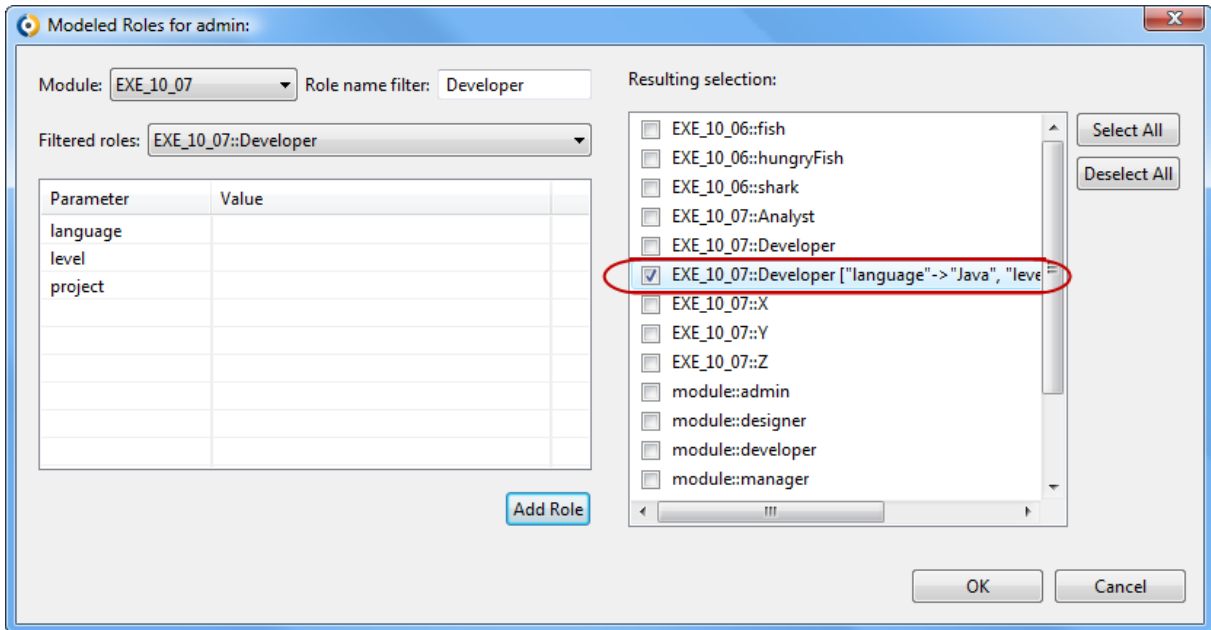 Modeled Roles for admin:
Module: EXE_10_07 Role name filter: Developer
Filtered roles: EXE_10_07::Developer
Parameter Value
language
level
project
Add Role
Resulting selection:
EXE_10_06::fish
EXE_10_06::hungryFish
EXE_10_06::shark
EXE_10_07::Analyst
EXE_10_07::Developer
EXE_10_07::Developer ["language"->"Java", "leve
EXE_10_07::X
EXE_10_07::Y
EXE_10_07::Z
module::admin
module::designer
module::developer
module::manager
Select All
Deselect All
OK Cancel